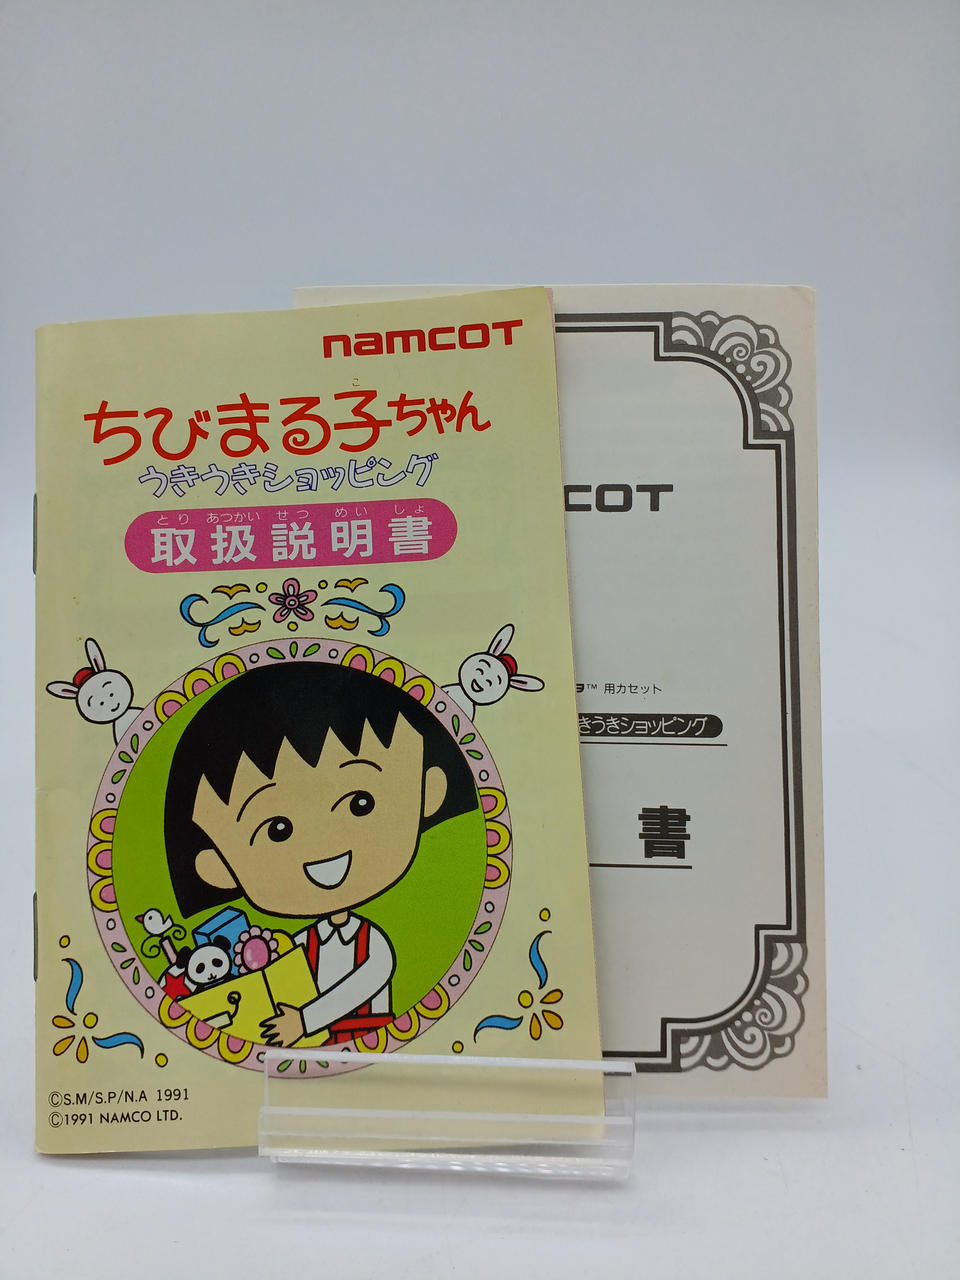 namcot
ちびまる子ちゃん
こ
うきうきショッピング
とり あつかい せつ めい しょ
取扱説明書
©S.M/S.P/N.A 1991
©1991 NAMCO LTD.
COT
™ 用カセット
きうきショッピング
書